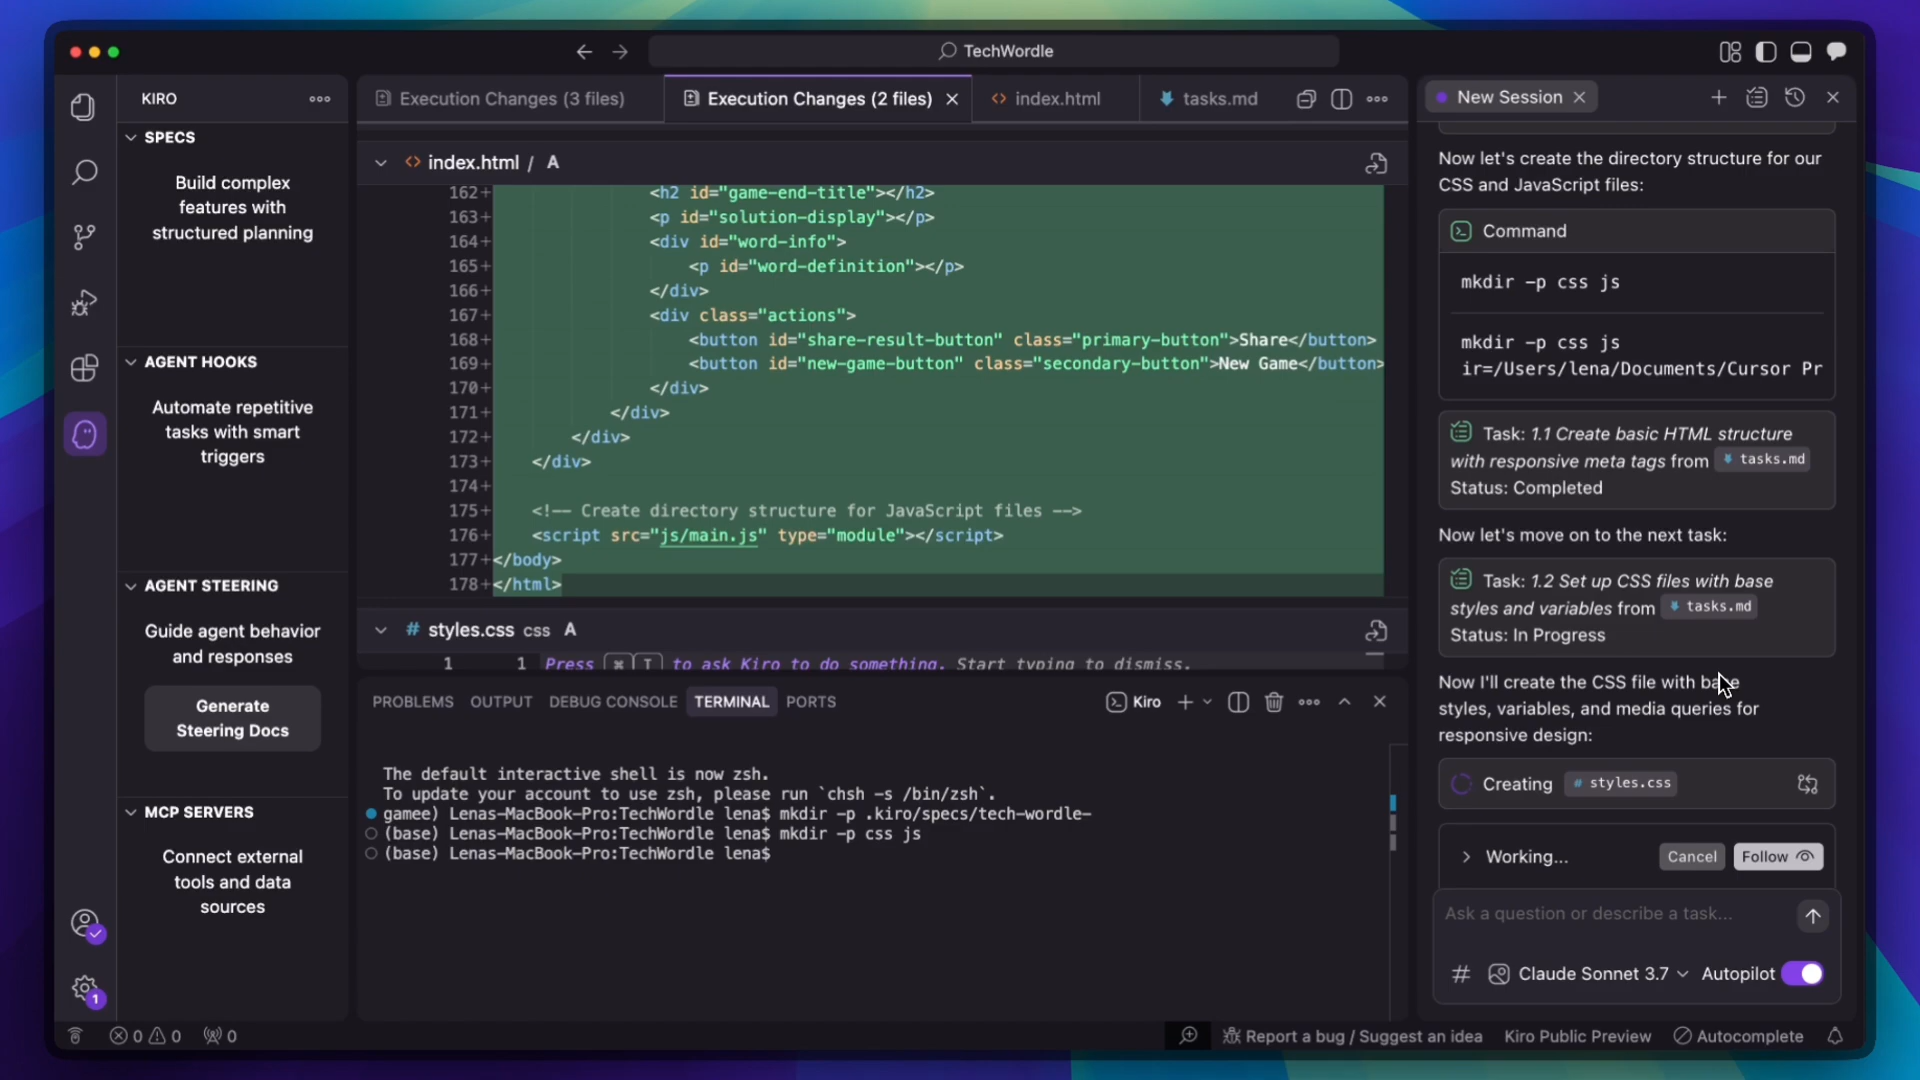 TechWordle
KIRO
SPECS
Build complex
features with
structured planning
AGENT HOOKS
Automate repetitive
tasks with smart
triggers
AGENT STEERING
Guide agent behavior
and responses
Generate
Steering Docs
MCP SERVERS
Connect external
tools and data
sources
1
Execution Changes (3 files)
Execution Changes (2 files)
index.html
tasks.md
index.html / A
162+ <h2 id="game-end-title"></h2>
163+ <p id="solution-display"></p>
164+ <div id="word-info">
165+ <p id="word-definition"></p>
166+ </div>
167+ <div class="actions">
168+ <button id="share-result-button" class="primary-button">Share</button>
169+ <button id="new-game-button" class="secondary-button">New Game</button>
170+ </div>
171+ </div>
172+ </div>
173+ </div>
174+
175+ <!-- Create directory structure for JavaScript files -->
176+ <script src="js/main.js" type="module"></script>
177+ </body>
178+ </html>
# styles.css css A
1 1 Press ⌘ I to ask Kiro to do something. Start typing to dismiss.
PROBLEMS OUTPUT DEBUG CONSOLE TERMINAL PORTS
Kiro
The default interactive shell is now zsh.
To update your account to use zsh, please run `chsh -s /bin/zsh`.
gamee) Lenas-MacBook-Pro:TechWordle lena$ mkdir -p .kiro/specs/tech-wordle-
(base) Lenas-MacBook-Pro:TechWordle lena$ mkdir -p css js
(base) Lenas-MacBook-Pro:TechWordle lena$
New Session
Now let's create the directory structure for our
CSS and JavaScript files:
Command
mkdir -p css js
mkdir -p css js
ir=/Users/lena/Documents/Cursor Pr
Task: 1.1 Create basic HTML structure
with responsive meta tags from tasks.md
Status: Completed
Now let's move on to the next task:
Task: 1.2 Set up CSS files with base
styles and variables from tasks.md
Status: In Progress
Now I'll create the CSS file with base
styles, variables, and media queries for
responsive design:
Creating # styles.css
Working... Cancel Follow
Ask a question or describe a task...
# Claude Sonnet 3.7 Autopilot
0 0 0
Report a bug / Suggest an idea Kiro Public Preview Autocomplete